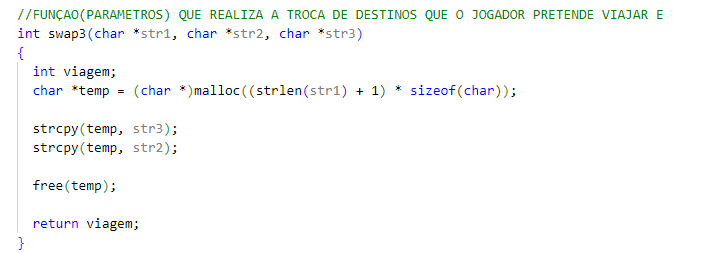 //FUNÇAO(PARAMETROS) QUE REALIZA A TROCA DE DESTINOS QUE O JOGADOR PRETENDE VIAJAR E
int swap3(char *str1, char *str2, char *str3)
{
int viagem;
char *temp = (char *)malloc((strlen(str1) + 1) * sizeof(char));
strcpy(temp, str3);
strcpy(temp, str2);
free(temp);
return viagem;
}